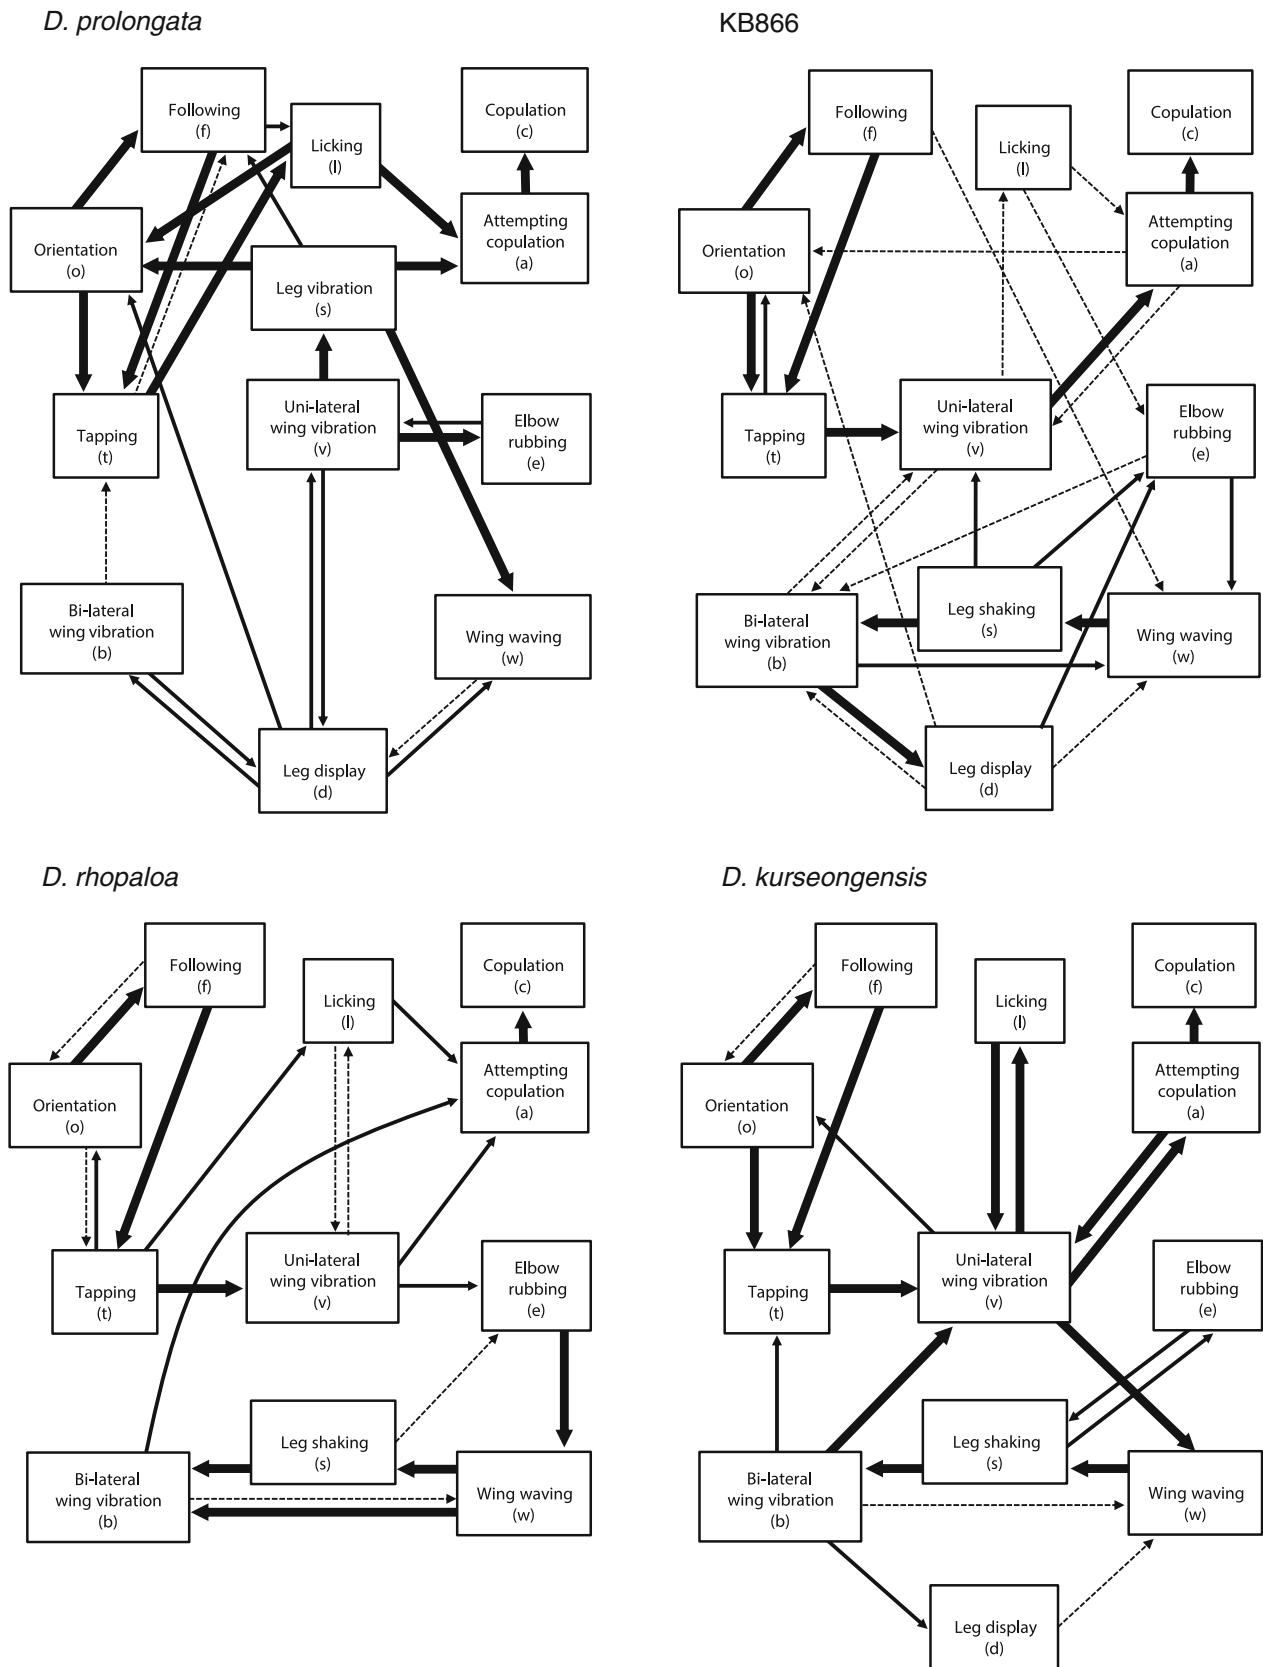 D. prolongata
Following
(f)
Licking
(l)
Copulation
(c)
Orientation
(o)
Leg vibration
(s)
Attempting
copulation
(a)
Tapping
(t)
Uni-lateral
wing vibration
(v)
Elbow
rubbing
(e)
Bi-lateral
wing vibration
(b)
Wing waving
(w)
Leg display
(d)
KB866
Following
(f)
Licking
(l)
Copulation
(c)
Orientation
(o)
Attempting
copulation
(a)
Tapping
(t)
Uni-lateral
wing vibration
(v)
Elbow
rubbing
(e)
Bi-lateral
wing vibration
(b)
Leg shaking
(s)
Wing waving
(w)
Leg display
(d)
D. rhopaloa
Following
(f)
Licking
(l)
Copulation
(c)
Orientation
(o)
Attempting
copulation
(a)
Tapping
(t)
Uni-lateral
wing vibration
(v)
Elbow
rubbing
(e)
Leg shaking
(s)
Bi-lateral
wing vibration
(b)
Wing waving
(w)
D. kurseongensis
Following
(f)
Licking
(l)
Copulation
(c)
Orientation
(o)
Attempting
copulation
(a)
Tapping
(t)
Uni-lateral
wing vibration
(v)
Elbow
rubbing
(e)
Leg shaking
(s)
Bi-lateral
wing vibration
(b)
Wing waving
(w)
Leg display
(d)